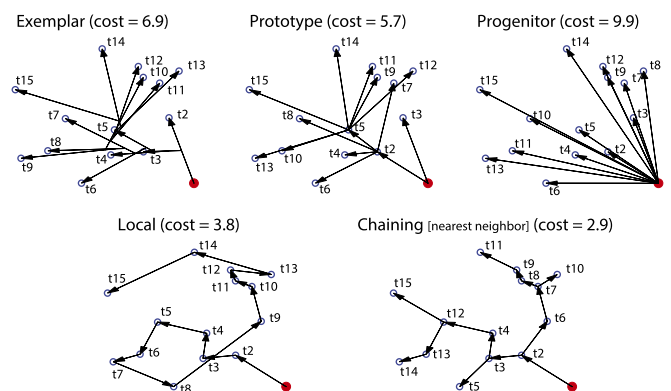 Exemplar (cost = 6.9)
t14
t12
t10
t13
t15
t11
t7
t2
t5
t8
t4
t3
t9
t6
Prototype (cost = 5.7)
t14
t11
t12
t9
t15
t7
t8
t3
t5
t10
t4
t2
t13
t6
Progenitor (cost = 9.9)
t14
t12
t8
t9
t7
t15
t10
t3
t5
t11
t4
t2
t13
t6
Local (cost = 3.8)
t14
t12
t13
t15
t11
t10
t5
t9
t4
t6
t7
t3
t2
t8
Chaining [nearest neighbor] (cost = 2.9)
t11
t9
t10
t8
t7
t15
t12
t6
t4
t13
t14
t3
t2
t5